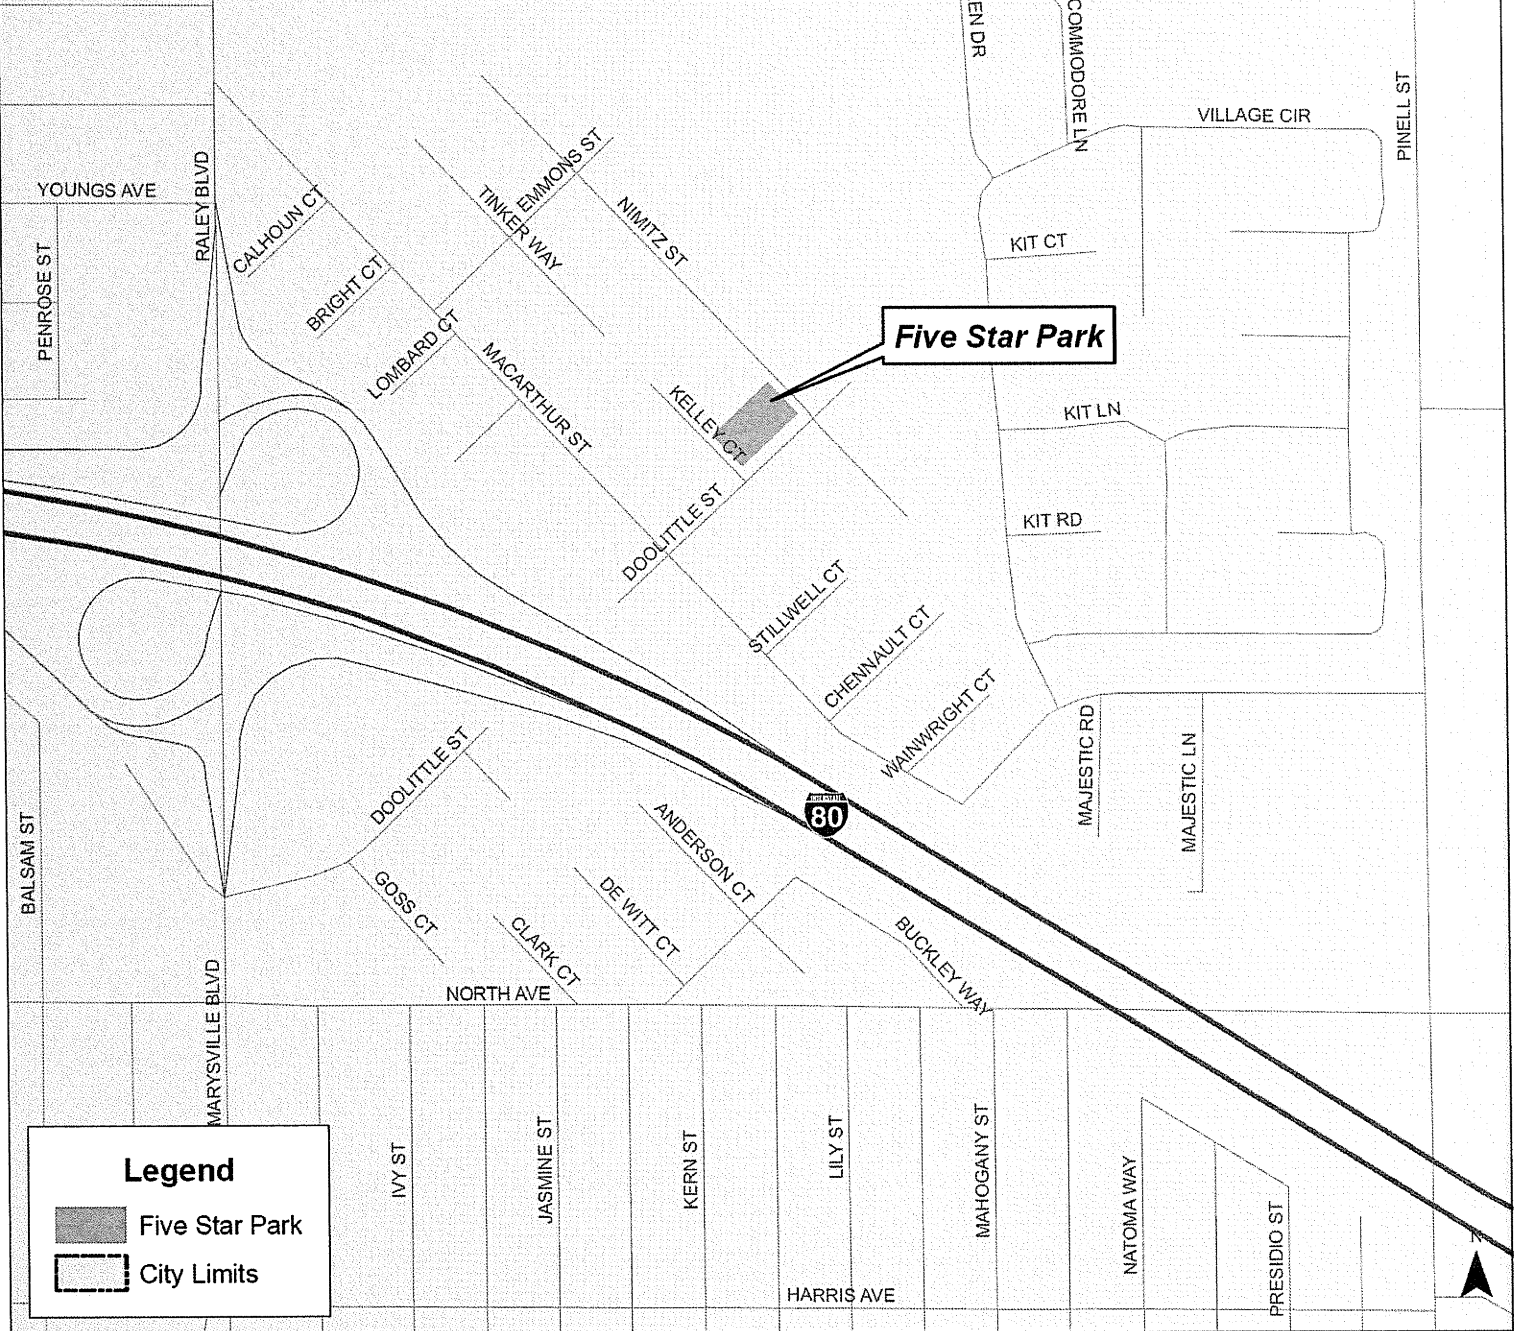 EN DR
COMMODORE LN
VILLAGE CIR
PINELL ST
YOUNGS AVE
RALEY BLVD
CALHOUN CT
EMMONS ST
TINKER WAY
NIMITZ ST
KIT CT
PENROSE ST
BRIGHT CT
LOMBARD CT
MACARTHUR ST
Five Star Park
KELLEY CT
KIT LN
DOOLITTLE ST
KIT RD
STILLWELL CT
CHENNAULT CT
WAINWRIGHT CT
MAJESTIC RD
MAJESTIC LN
DOOLITTLE ST
INTERSTATE
80
BALSAM ST
ANDERSON CT
GOSS CT
DE WITT CT
CLARK CT
BUCKLEY WAY
NORTH AVE
MARYSVILLE BLVD
IVY ST
JASMINE ST
KERN ST
LILY ST
MAHOGANY ST
NATOMA WAY
PRESIDIO ST
HARRIS AVE
Legend
Five Star Park
City Limits
N